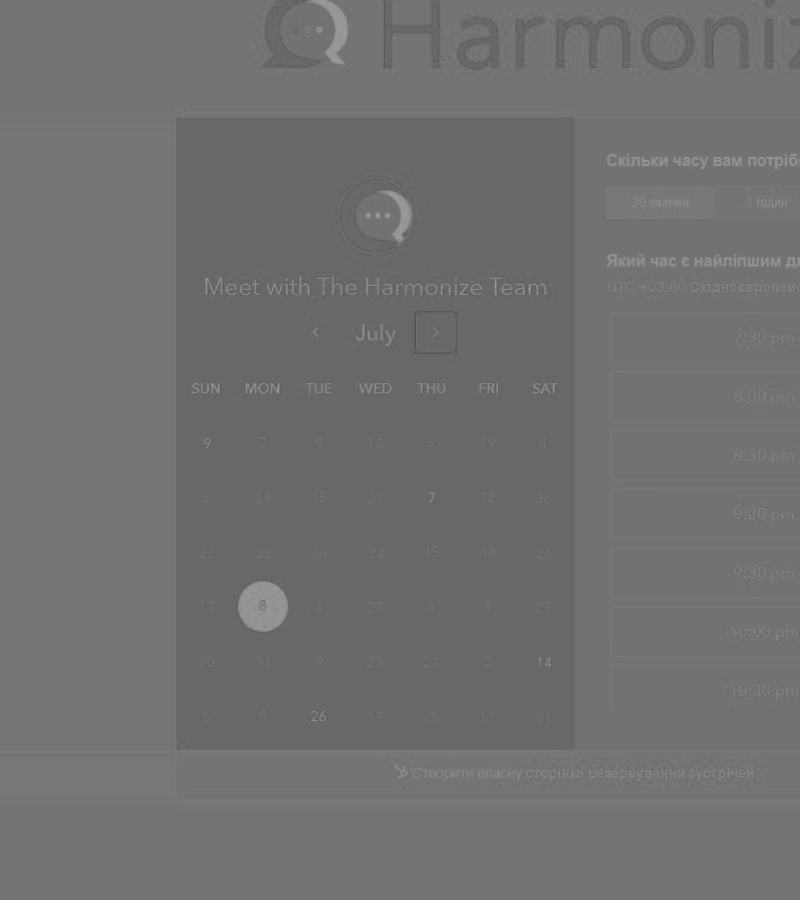 Harmoniz
Скільки часу вам потріб
30 хвилин
1 годин
Meet with The Harmonize Team
July
Який час є найліпшим д
UTC +03:00 Східноєвропейс
SUN MON TUE WED THU FRI SAT
9 2 9 18 5 19 4
5 26 15 21 7 12 28
22 22 28 24 15 10 26
13 8 4 27 6 9 27
20 31 9 27 21 2 14
6 9 26 19 3 11 21
7:30 pm
8:00 pm
8:30 pm
9:00 pm
9:30 pm
10:00 pm
10:30 pm
Створити власну сторінка резервування зустрічей